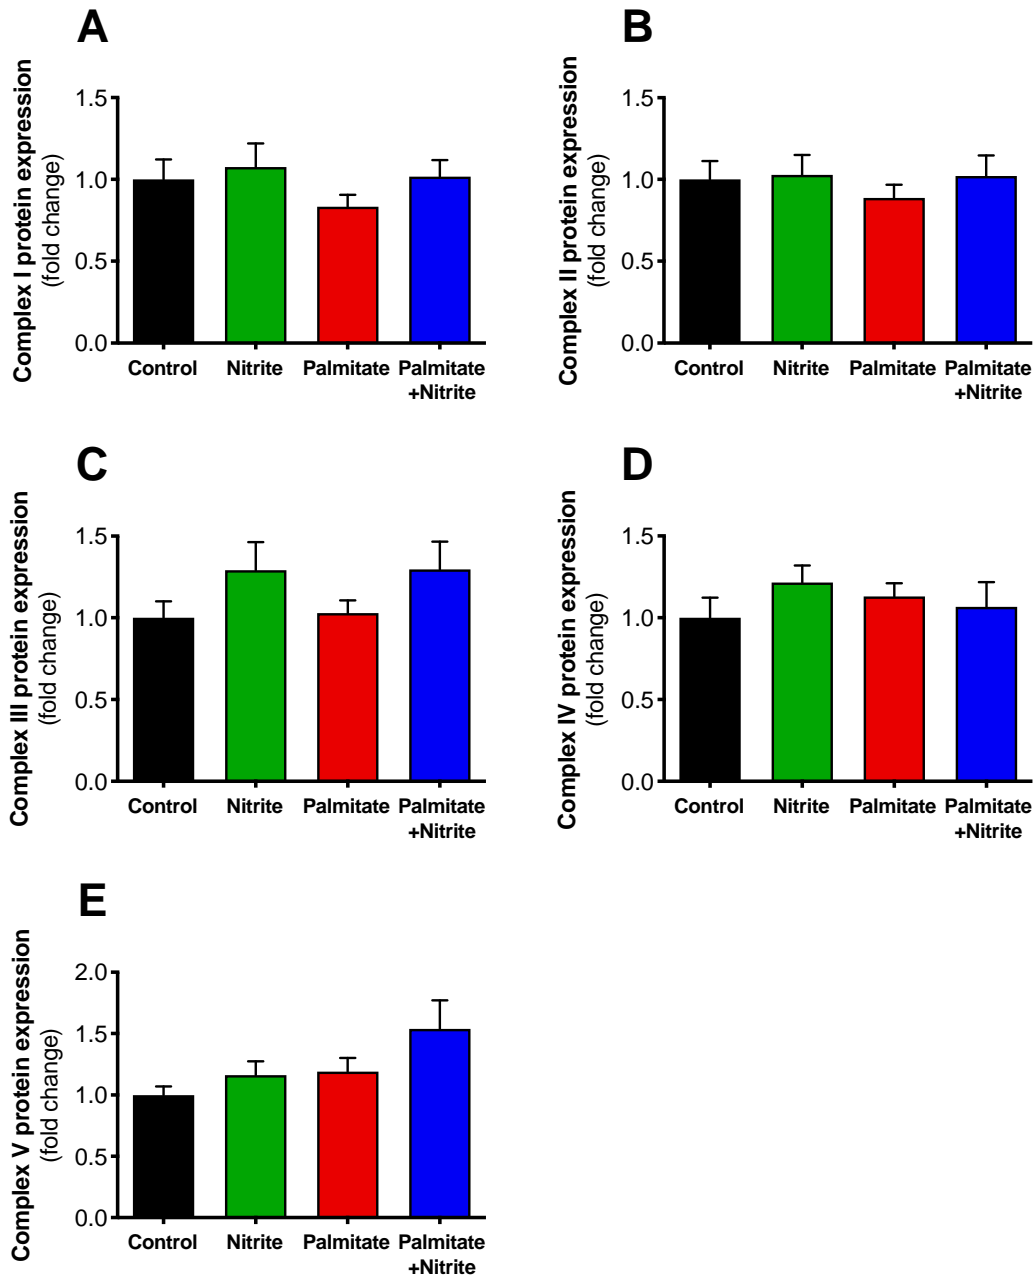 A
Complex I protein expression
(fold change)
1.5
1.0
0.5
0.0
Control Nitrite Palmitate Palmitate
+Nitrite
B
Complex II protein expression
(fold change)
1.5
1.0
0.5
0.0
Control Nitrite Palmitate Palmitate
+Nitrite
C
Complex III protein expression
(fold change)
1.5
1.0
0.5
0.0
Control Nitrite Palmitate Palmitate
+Nitrite
D
Complex IV protein expression
(fold change)
1.5
1.0
0.5
0.0
Control Nitrite Palmitate Palmitate
+Nitrite
E
Complex V protein expression
(fold change)
2.0
1.5
1.0
0.5
0.0
Control Nitrite Palmitate Palmitate
+Nitrite